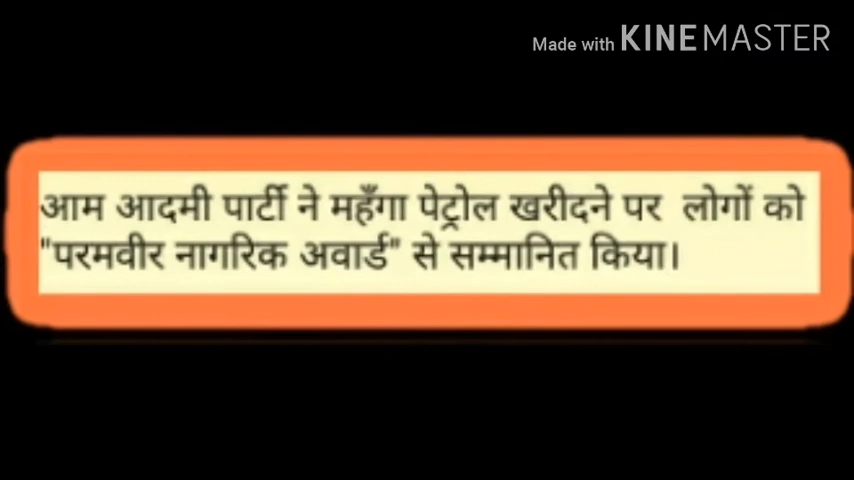 Made with KINEMASTER
आम आदमी पार्टी ने महँगा पेट्रोल खरीदने पर लोगों को
"परमवीर नागरिक अवार्ड" से सम्मानित किया।